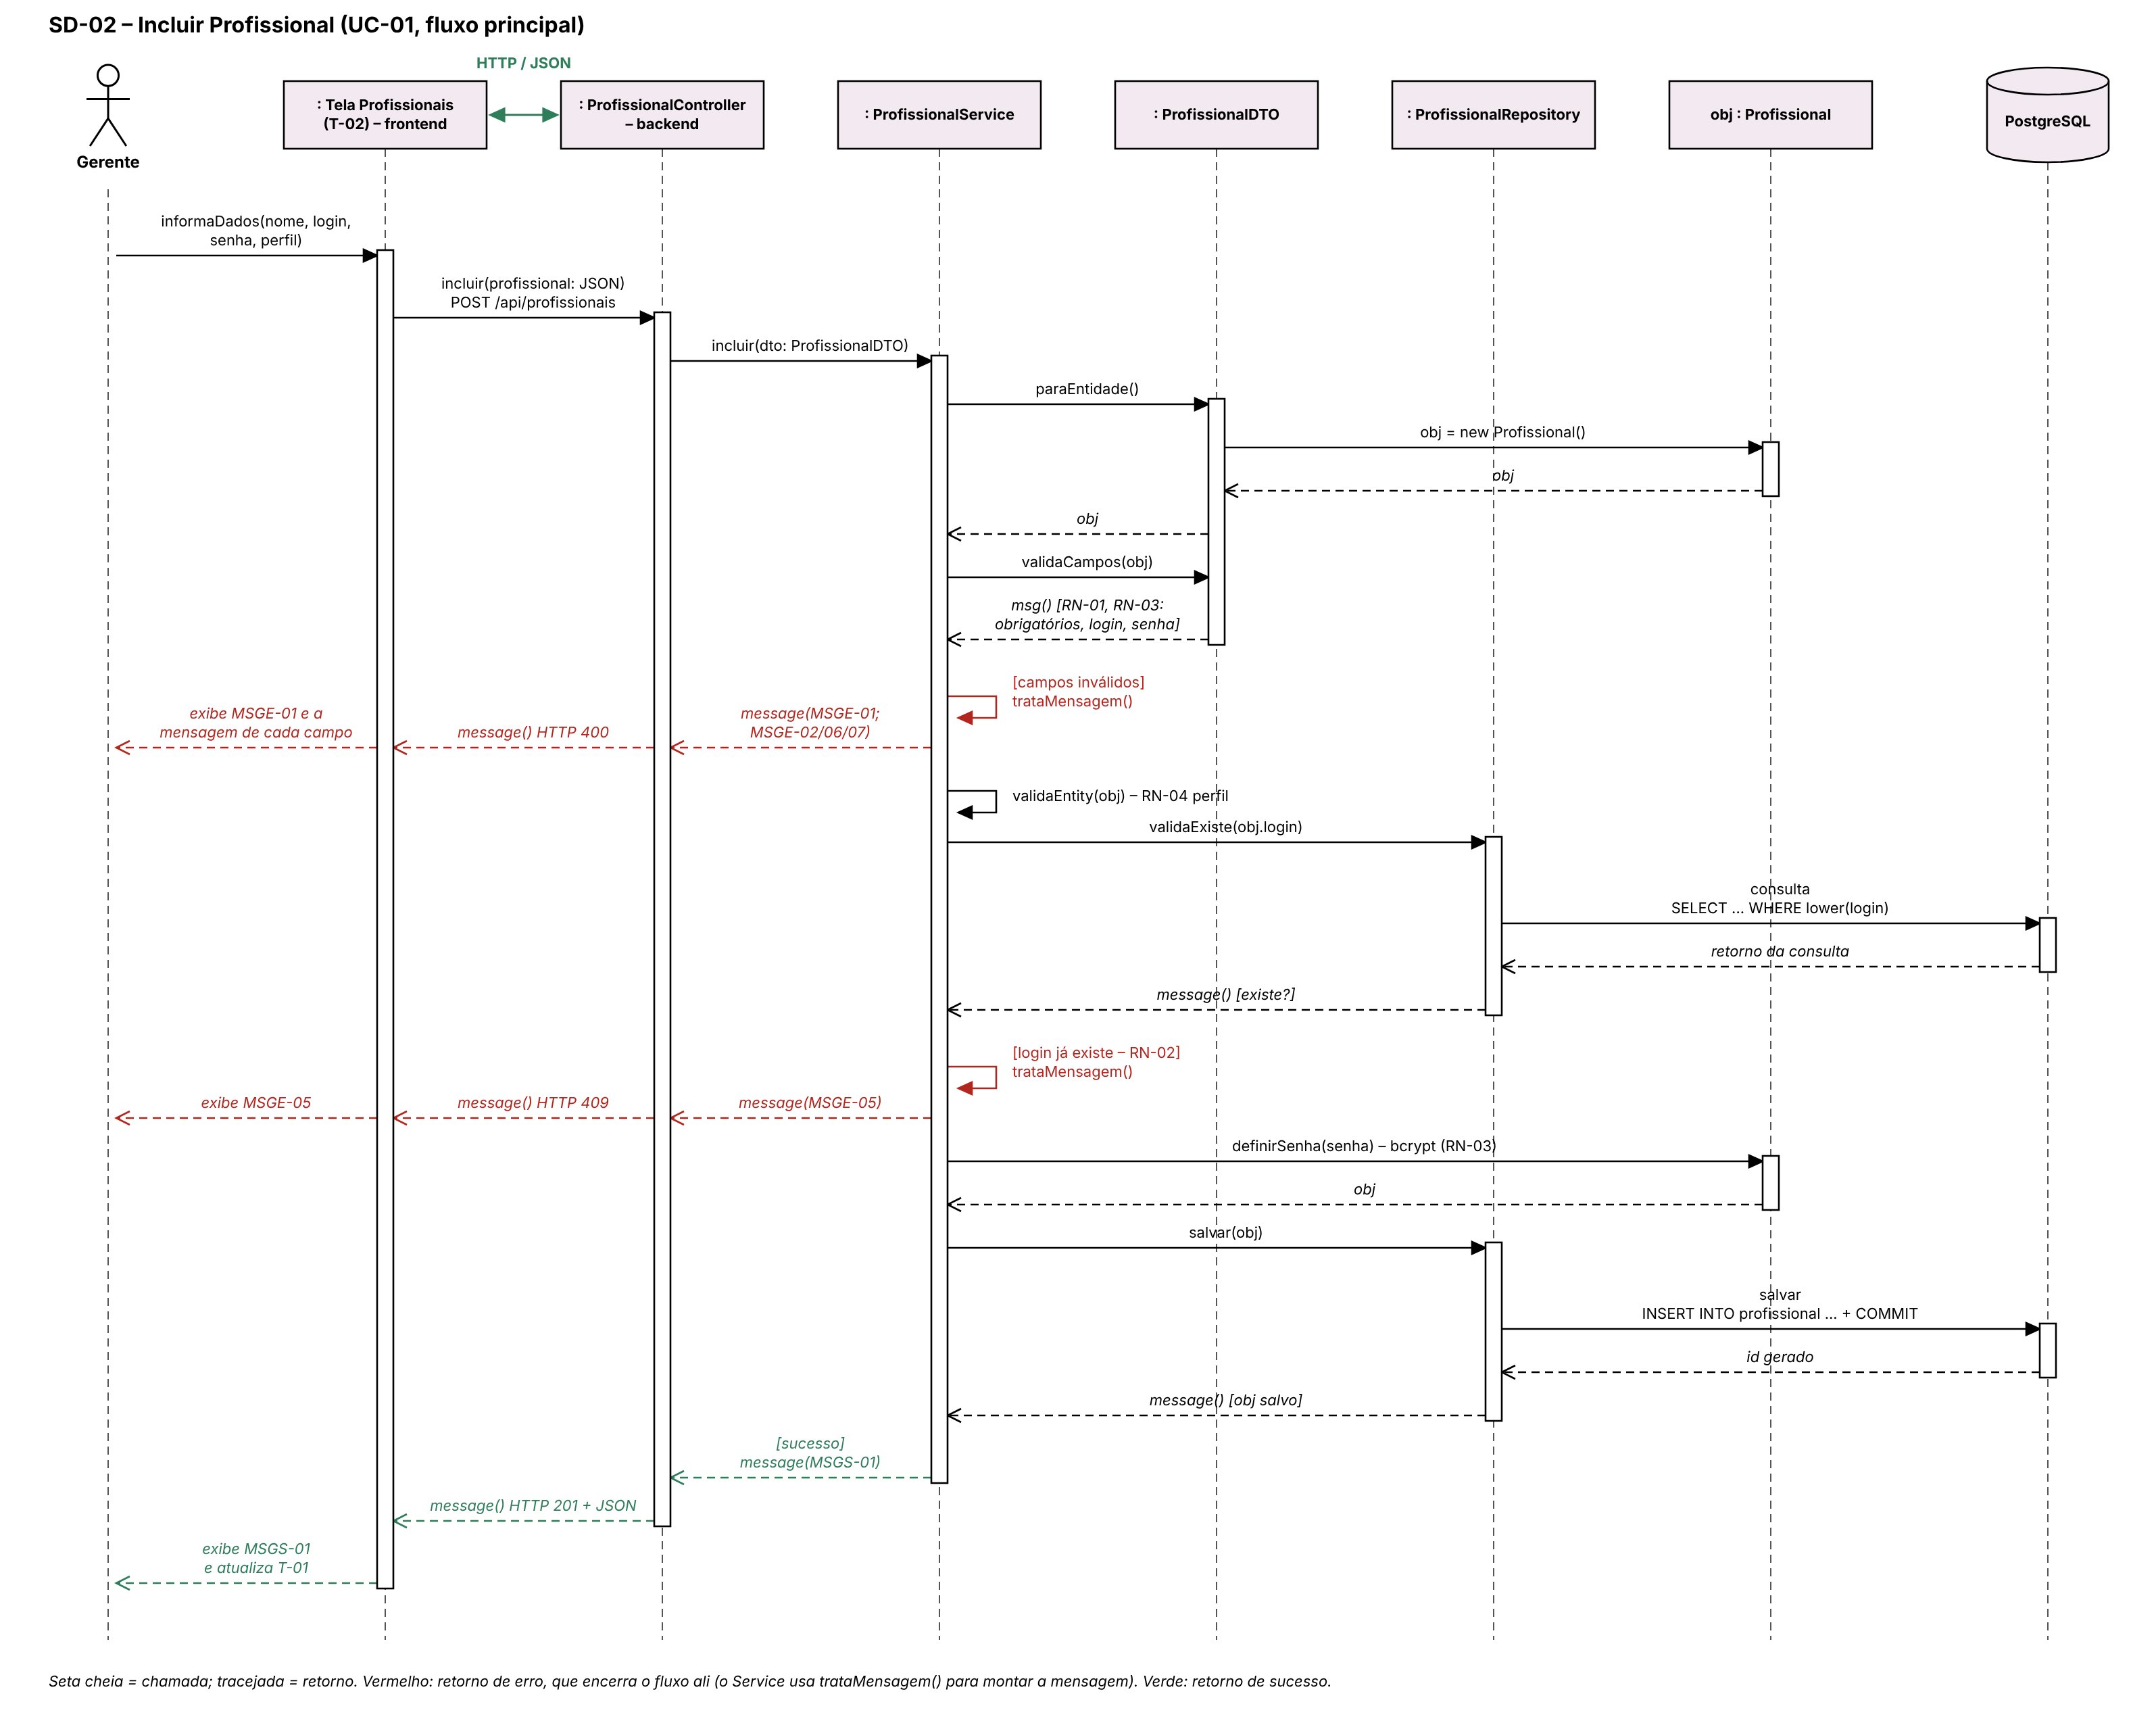 SD-02 – Incluir Profissional (UC-01, fluxo principal)
HTTP / JSON
Gerente
: Tela Profissionais
(T-02) – frontend
: ProfissionalController
– backend
: ProfissionalService
: ProfissionalDTO
: ProfissionalRepository
obj : Profissional
PostgreSQL
informaDados(nome, login,
senha, perfil)
incluir(profissional: JSON)
POST /api/profissionais
incluir(dto: ProfissionalDTO)
paraEntidade()
obj = new Profissional()
obj
obj
validaCampos(obj)
msg() [RN-01, RN-03:
obrigatórios, login, senha]
[campos inválidos]
trataMensagem()
message(MSGE-01;
MSGE-02/06/07)
message() HTTP 400
exibe MSGE-01 e a
mensagem de cada campo
validaEntity(obj) – RN-04 perfil
validaExiste(obj.login)
consulta
SELECT ... WHERE lower(login)
retorno da consulta
message() [existe?]
[login já existe – RN-02]
trataMensagem()
message(MSGE-05)
message() HTTP 409
exibe MSGE-05
definirSenha(senha) – bcrypt (RN-03)
obj
salvar(obj)
salvar
INSERT INTO profissional ... + COMMIT
id gerado
message() [obj salvo]
[sucesso]
message(MSGS-01)
message() HTTP 201 + JSON
exibe MSGS-01
e atualiza T-01
Seta cheia = chamada; tracejada = retorno. Vermelho: retorno de erro, que encerra o fluxo ali (o Service usa trataMensagem() para montar a mensagem). Verde: retorno de sucesso.